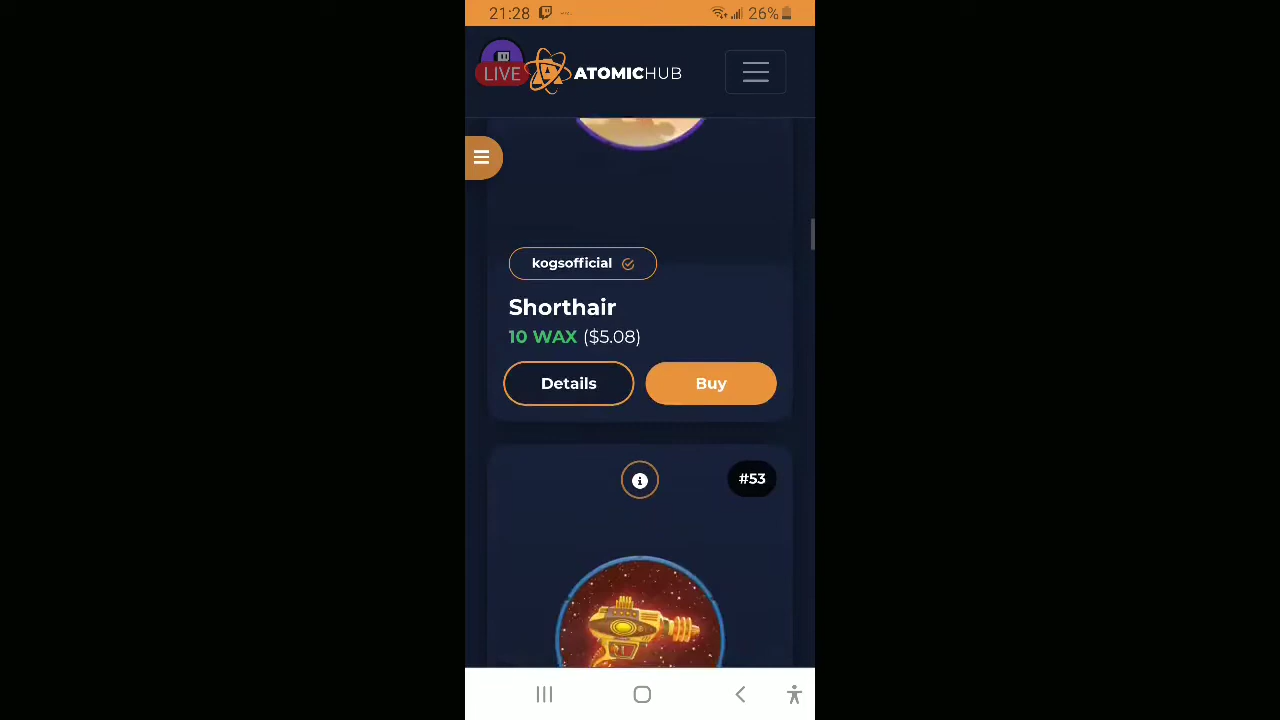 21:28 26%
LIVE ATOMICHUB
kogsofficial
Shorthair
10 WAX ($5.08)
Details Buy
#53